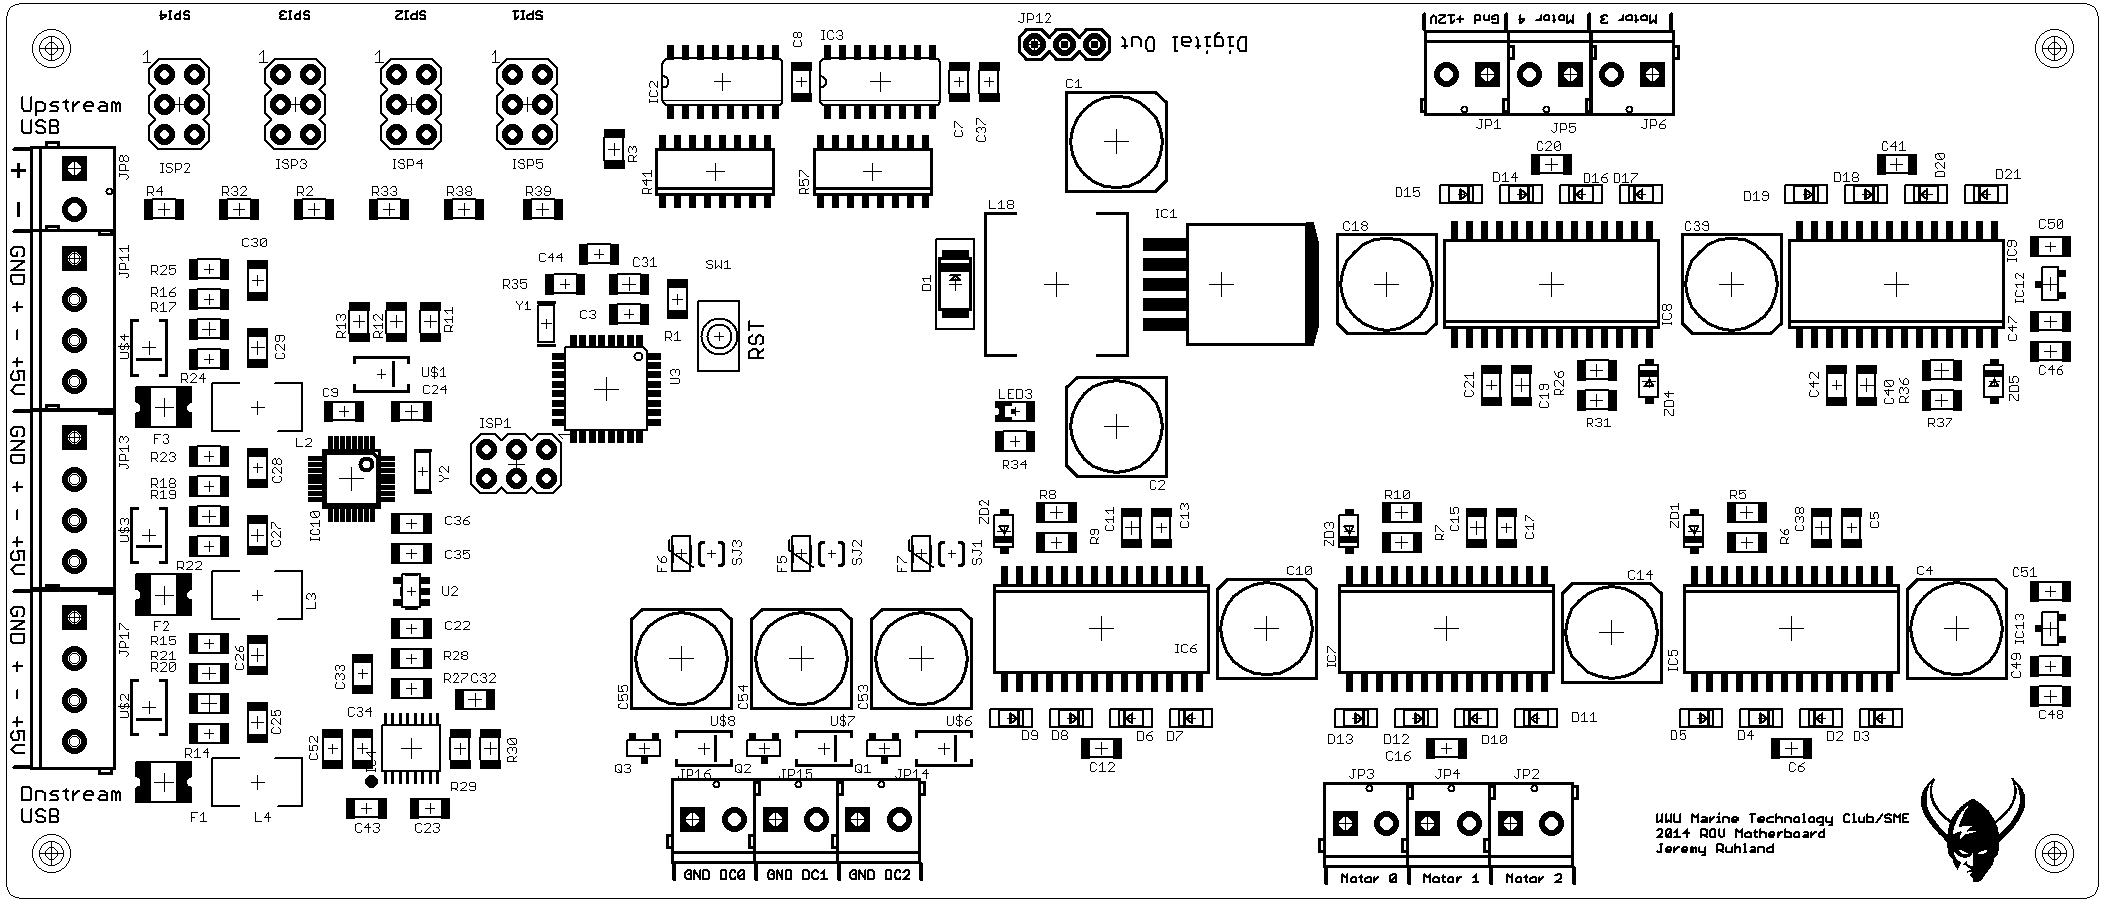 SPI4
SPI3
SPI2
SPI1
JP12
Digital Out
Gnd +12V
Motor 4
Motor 3
1
1
1
1
C8
IC3
IC2
C7
C37
C1
JP1
JP5
JP6
Upstream
USB
ISP2
ISP3
ISP4
ISP5
R3
R41
R57
C20
C41
JP8
+
-
R4
R32
R2
R33
R38
R39
D15
D14
D16
D17
D19
D18
D20
D21
L18
IC1
C18
C39
C50
IC9
JP11
GND
+
-
+5V
C30
R25
R16
R17
C44
C31
R35
Y1
C3
SW1
D1
IC12
IC8
C47
U$4
C29
R13
R12
R11
R1
RST
U3
C46
R24
U$1
C24
C9
LED3
C21
C19
R26
ZD4
C42
C40
R36
ZD5
F3
L2
ISP1
R31
R37
JP13
GND
+
-
+5V
R23
R18
R19
C28
Y2
R34
C2
U$3
C27
IC10
C36
ZD2
R8
C11
C13
R9
R10
ZD3
R7
C15
C17
R5
ZD1
R6
C38
C5
C35
F6
SJ3
F5
SJ2
F7
SJ1
R22
F2
L3
U2
C10
C14
C4
C51
JP17
GND
+
-
+5V
R15
R21
R20
C26
C22
R28
C33
R27
C32
IC6
IC7
IC5
IC13
C49
U$2
C25
C34
C55
C54
C53
C48
U$8
U$7
U$6
D9
D8
D6
D7
D13
D12
D10
D11
D5
D4
D2
D3
R14
C52
IC4
R30
R29
Q3
JP16
Q2
JP15
Q1
JP14
C12
C16
C6
JP3
JP4
JP2
Dnstream
USB
F1
L4
C43
C23
WWU Marine Technology Club/SME
2014 ROV Motherboard
Jeremy Ruhland
GND DC0
GND DC1
GND DC2
Motor 0
Motor 1
Motor 2